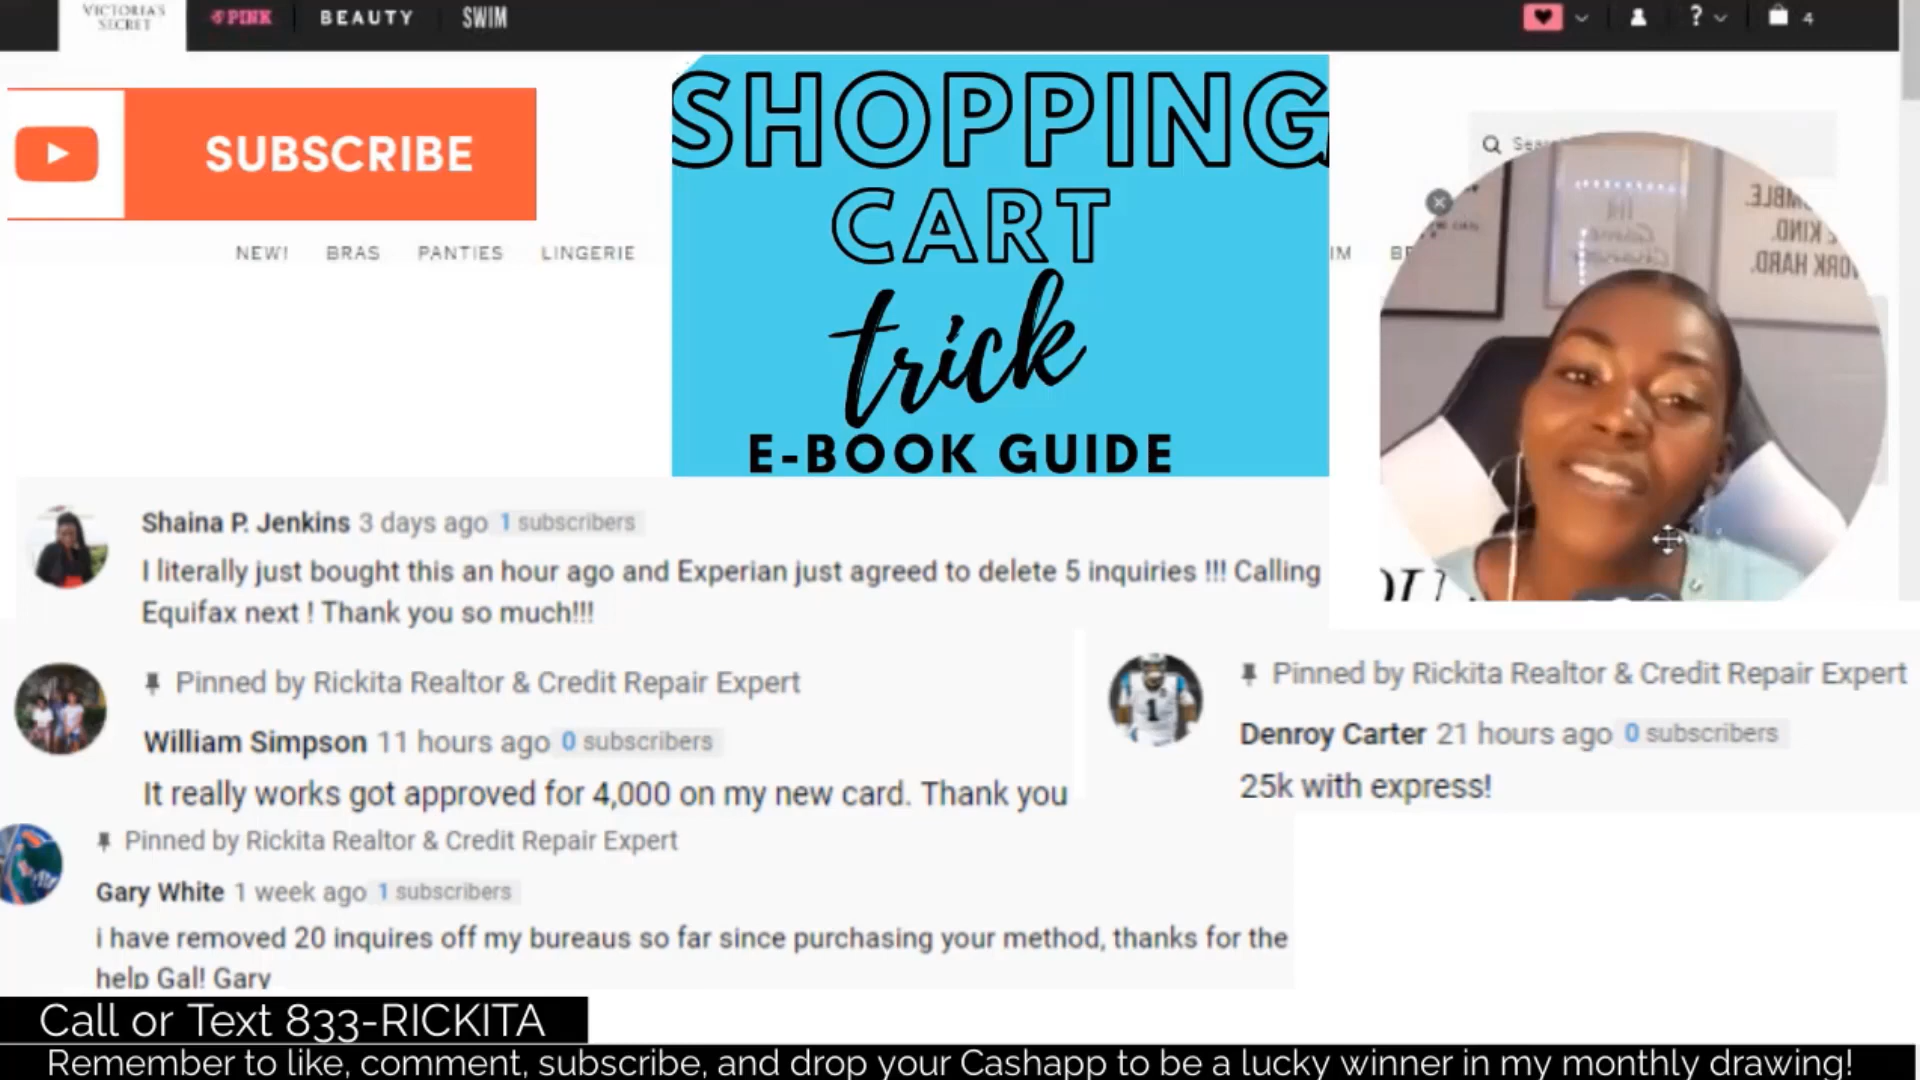 VICTORIA'S
SECRET
PINK
BEAUTY
SWIM
?
4
SUBSCRIBE
SHOPPING
CART
trick
E-BOOK GUIDE
NEW!
BRAS
PANTIES
LINGERIE
KIND.
WORK HARD.
Shaina P. Jenkins 3 days ago 1 subscribers
I literally just bought this an hour ago and Experian just agreed to delete 5 inquiries !!! Calling
Equifax next ! Thank you so much!!!
Pinned by Rickita Realtor & Credit Repair Expert
William Simpson 11 hours ago 0 subscribers
It really works got approved for 4,000 on my new card. Thank you
Pinned by Rickita Realtor & Credit Repair Expert
Denroy Carter 21 hours ago 0 subscribers
25k with express!
Pinned by Rickita Realtor & Credit Repair Expert
Gary White 1 week ago 1 subscribers
i have removed 20 inquires off my bureaus so far since purchasing your method, thanks for the
help Gal! Gary
Call or Text 833-RICKITA
Remember to like, comment, subscribe, and drop your Cashapp to be a lucky winner in my monthly drawing!